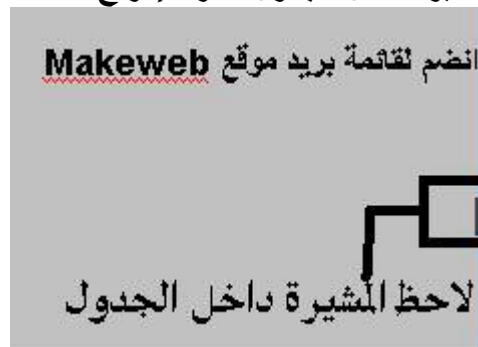 انضم لقائمة بريد موقع Makeweb
لاحظ المشيرة داخل الجدول